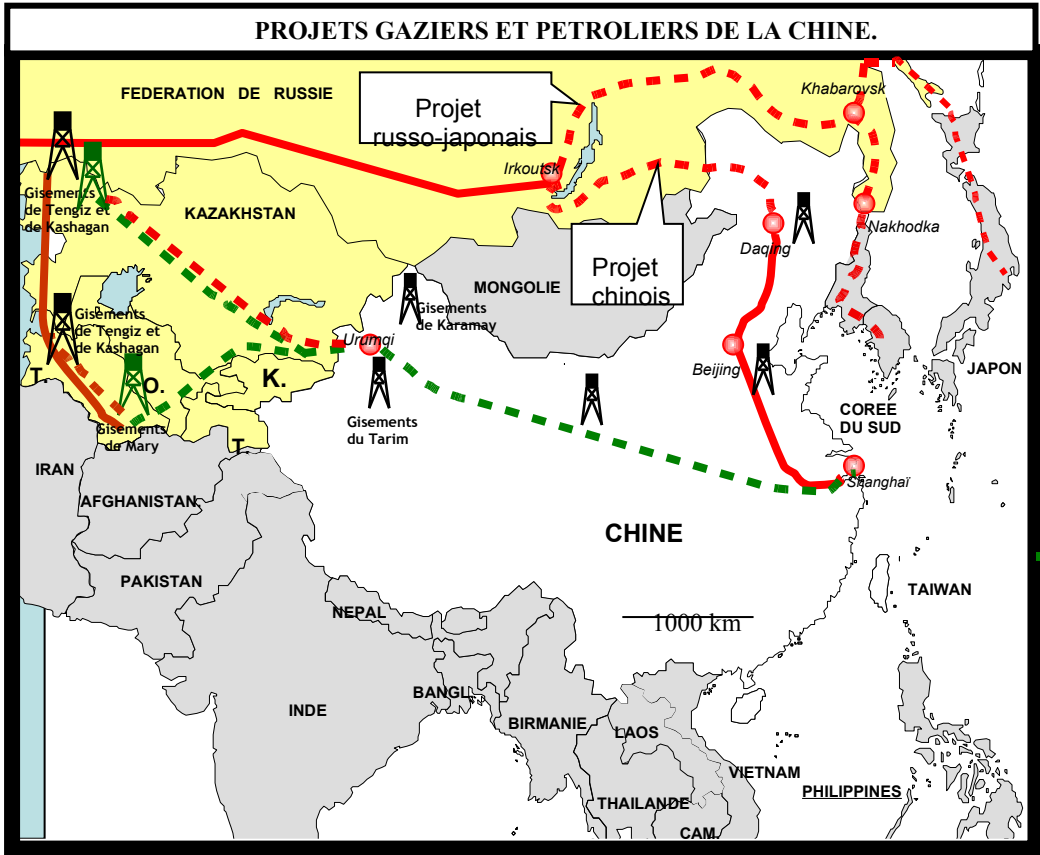 PROJETS GAZIERS ET PETROLIERS DE LA CHINE.
FEDERATION DE RUSSIE
Projet
russo-japonais
Khabarovsk
Irkoutsk
Gisements
de Tengiz et
de Kashagan
KAZAKHSTAN
Nakhodka
Daqing
Projet
chinois
MONGOLIE
Gisements
de Karamay
Gisements
de Tengiz et
de Kashagan
Urumqi
Beijing
JAPON
T.
O.
K.
COREE
DU SUD
Gisements
du Tarim
Gisements
de Mary
T.
IRAN
AFGHANISTAN
Shanghaï
CHINE
PAKISTAN
TAIWAN
NEPAL
1000 km
BANGL.
INDE
BIRMANIE
LAOS
VIETNAM
PHILIPPINES
THAILANDE
CAM.